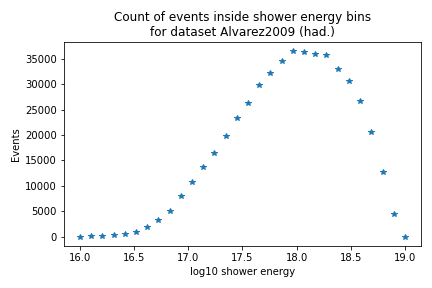 Count of events inside shower energy bins
for dataset Alvarez2009 (had.)
35000
30000
25000
20000
15000
10000
5000
0
Events
16.0 16.5 17.0 17.5 18.0 18.5 19.0
log10 shower energy